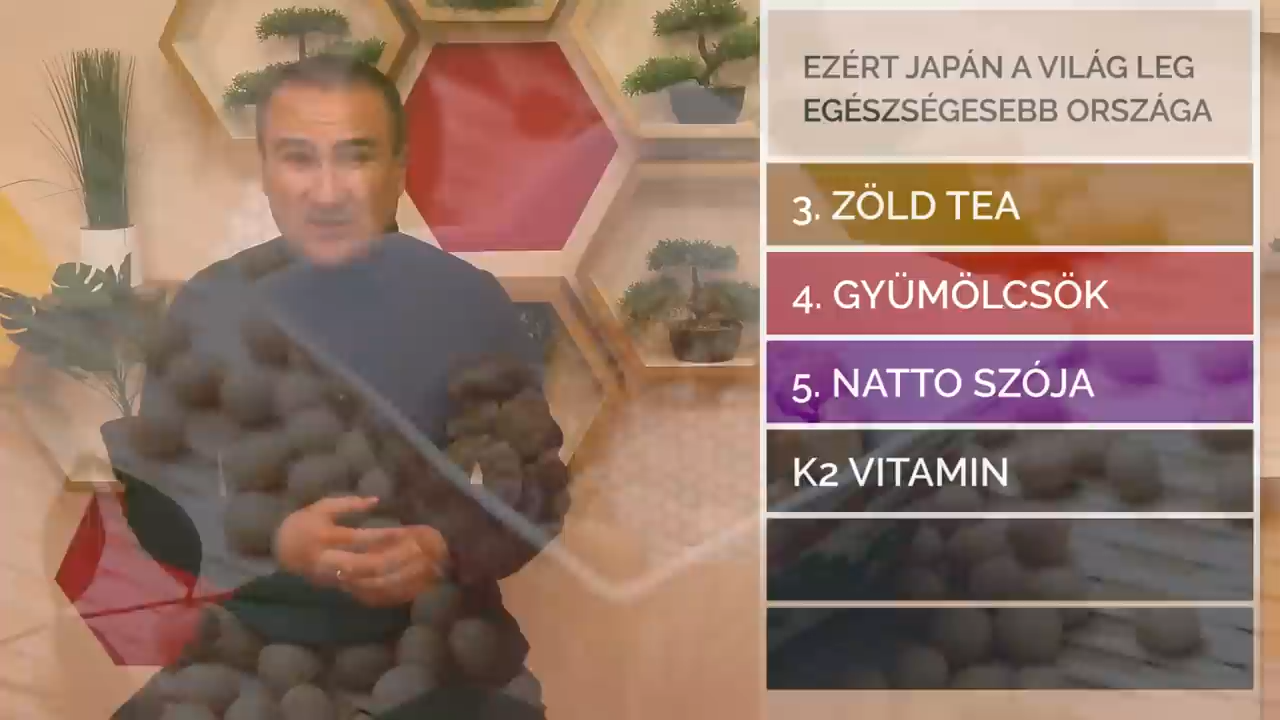 EZÉRT JAPÁN A VILÁG LEG
EGÉSZSÉGESEBB ORSZÁGA
3. ZÖLD TEA
4. GYÜMÖLCSÖK
5. NATTO SZÓJA
K2 VITAMIN